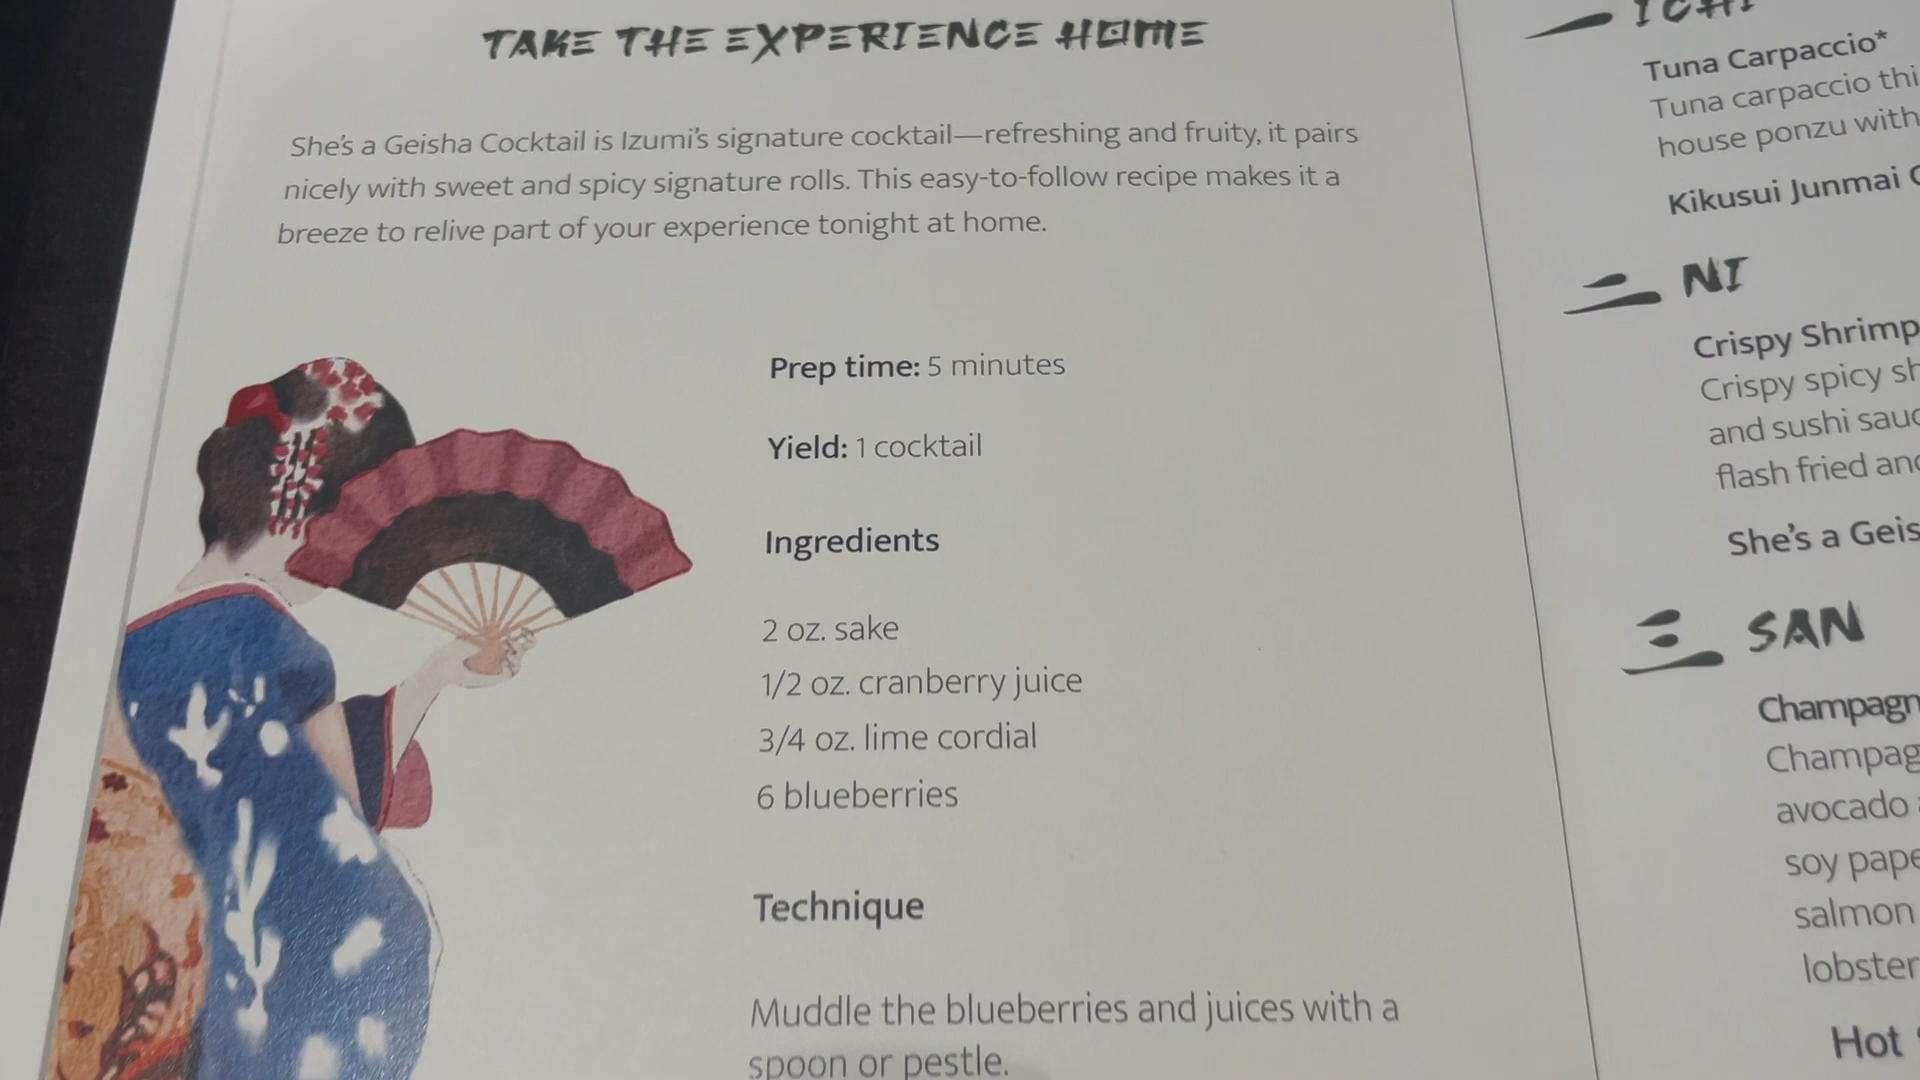 TAKE THE EXPERIENCE HOME
She's a Geisha Cocktail is Izumi's signature cocktail—refreshing and fruity, it pairs
nicely with sweet and spicy signature rolls. This easy-to-follow recipe makes it a
breeze to relive part of your experience tonight at home.
Prep time: 5 minutes
Yield: 1 cocktail
Ingredients
2 oz. sake
1/2 oz. cranberry juice
3/4 oz. lime cordial
6 blueberries
Technique
Muddle the blueberries and juices with a
spoon or pestle.
一 ICHI
Tuna Carpaccio*
Tuna carpaccio
house ponzu with
Kikusui Junmai
二 NI
Crispy Shrimp
Crispy spicy
and sushi
flash fried
She's a
三 SAN
avocado
soy
salmon
lobster
Hot